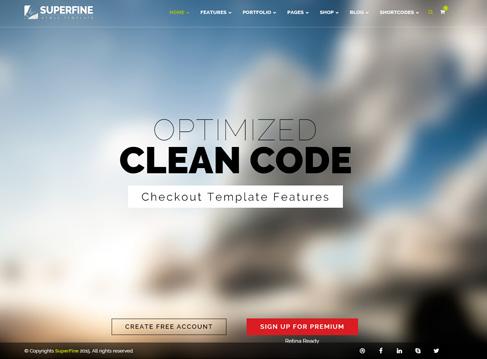 SUPERFINE
HTML5 TEMPLATE
HOME
FEATURES
PORTFOLIO
PAGES
SHOP
BLOG
SHORTCODES
OPTIMIZED
CLEAN CODE
Checkout Template Features
CREATE FREE ACCOUNT
SIGN UP FOR PREMIUM
Retina Ready
© Copyrights SuperFine 2015. All rights reserved.